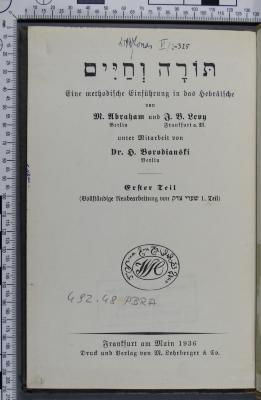 תּוֹרָה וְחַיִּים
Eine methodische Einführung in das Hebräische
von
M. Abraham und J. B. Levy
Berlin Frankfurt a. M.
unter Mitarbeit von
Dr. H. Borodianski
Berlin
Erster Teil
(Vollständige Neubearbeitung von שערי צדק 1. Teil)
492.48
Frankfurt am Main 1936
Druck und Verlag von M. Lehrberger & Co.